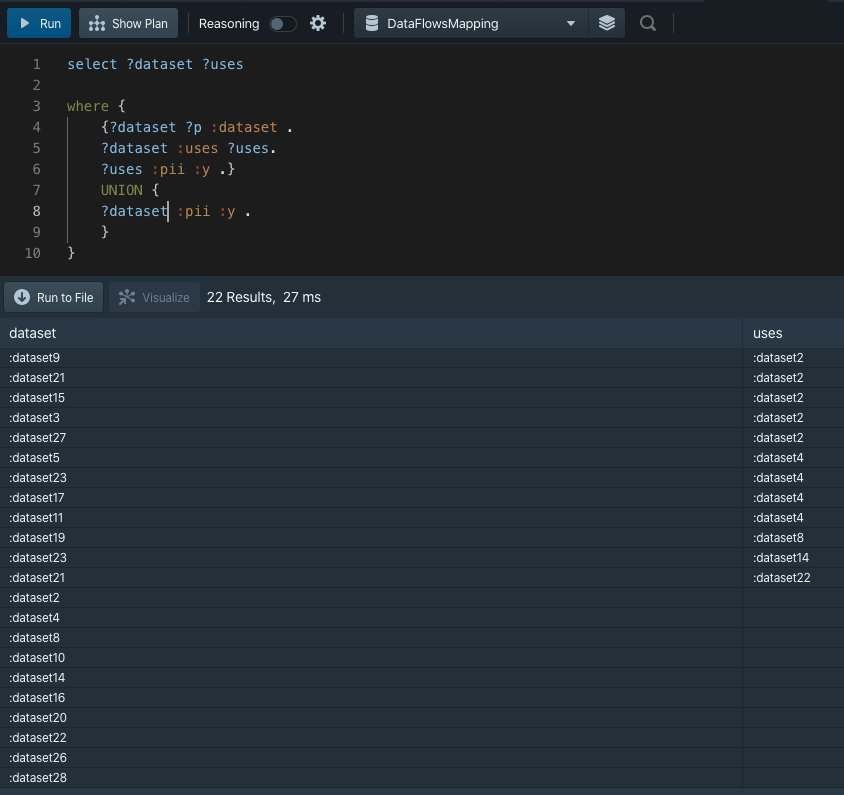 Run Show Plan Reasoning DataFlowsMapping
1 select ?dataset ?uses
2
3 where {
4 {?dataset ?p :dataset .
5 ?dataset :uses ?uses.
6 ?uses :pii :y .}
7 UNION {
8 ?dataset :pii :y .
9 }
10 }
Run to File Visualize 22 Results, 27 ms
dataset uses
:dataset9 :dataset2
:dataset21 :dataset2
:dataset15 :dataset2
:dataset3 :dataset2
:dataset27 :dataset2
:dataset5 :dataset4
:dataset23 :dataset4
:dataset17 :dataset4
:dataset11 :dataset4
:dataset19 :dataset8
:dataset23 :dataset14
:dataset21 :dataset22
:dataset2
:dataset4
:dataset8
:dataset10
:dataset14
:dataset16
:dataset20
:dataset22
:dataset26
:dataset28